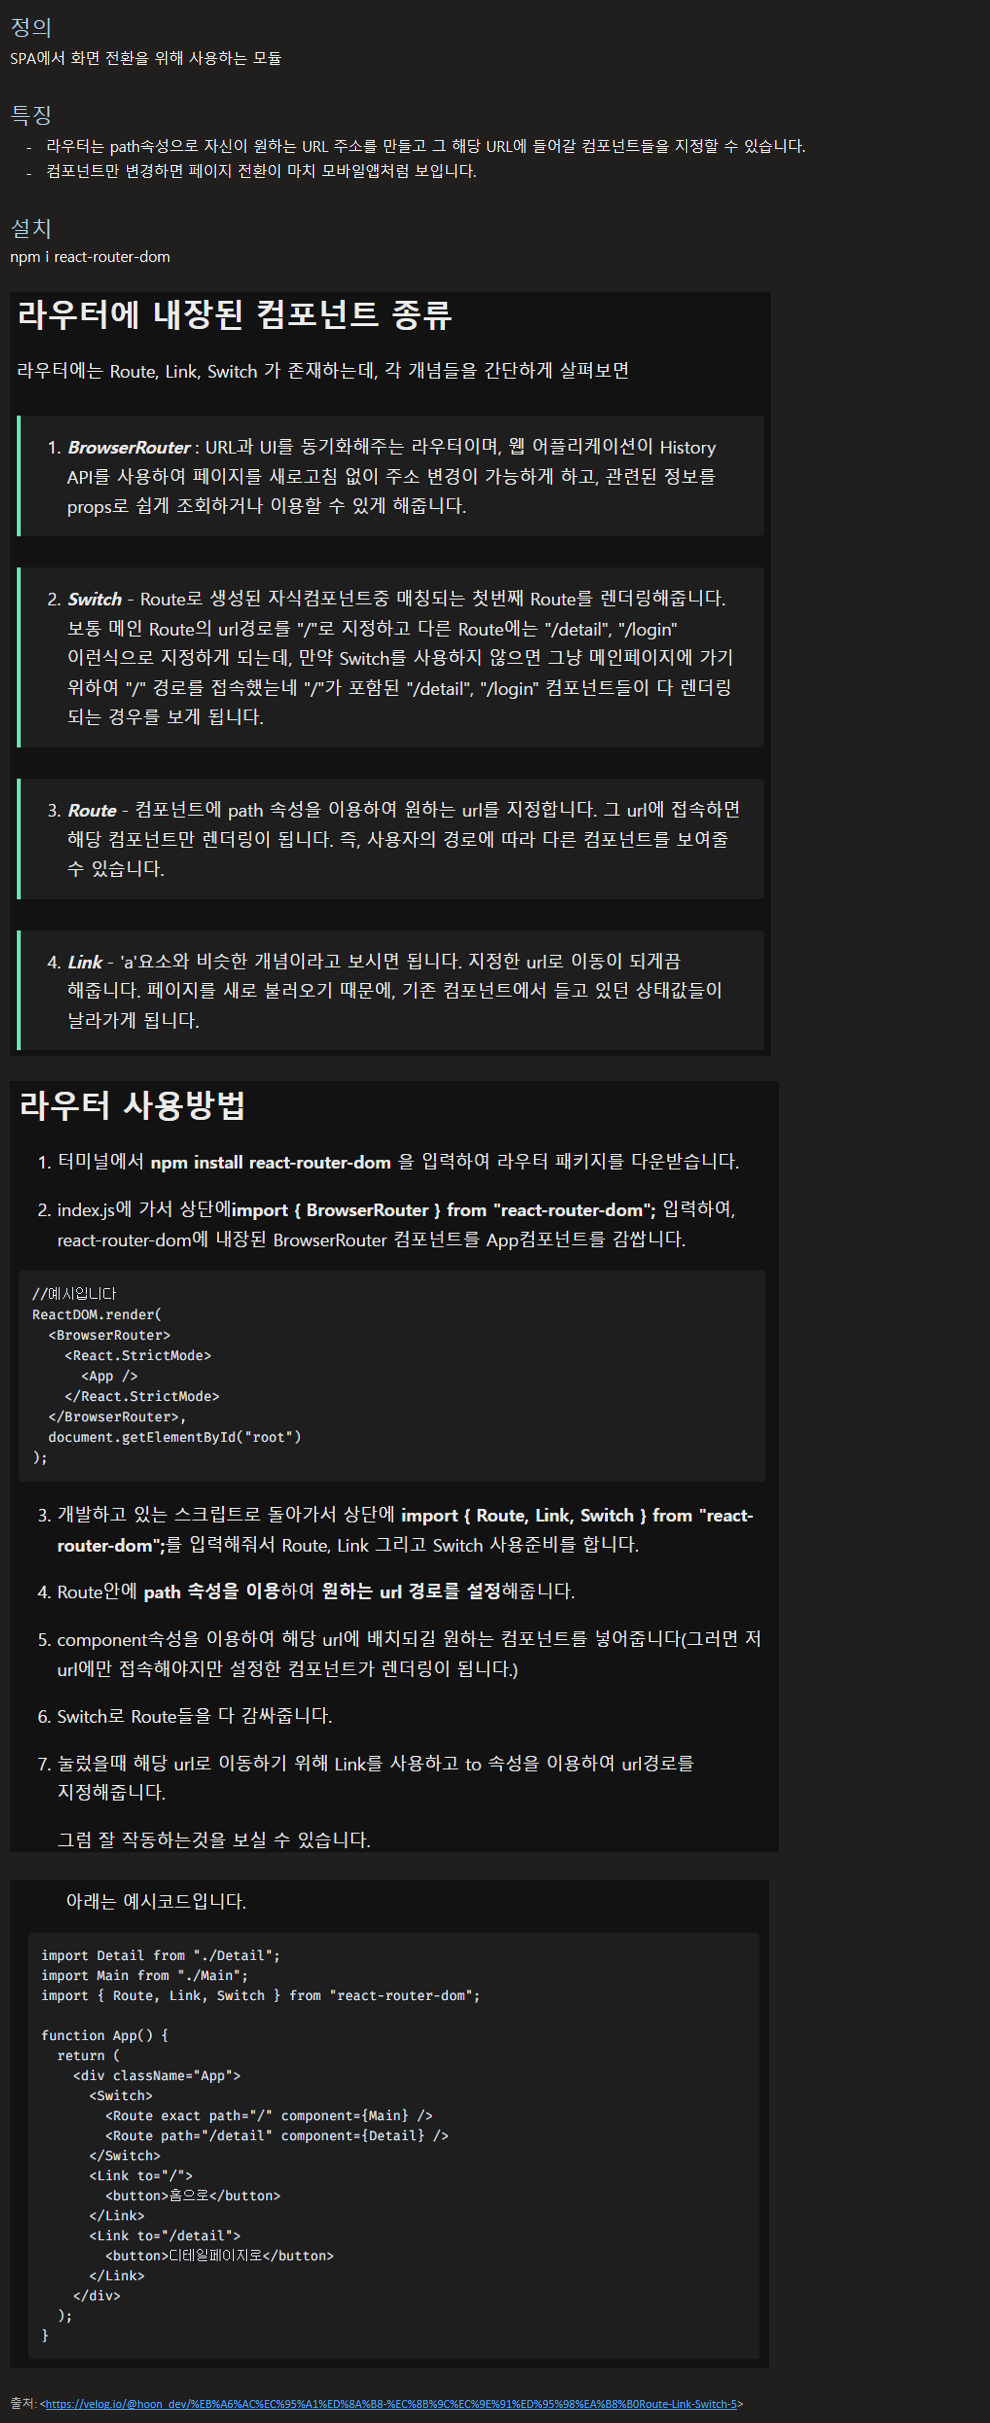 정의
SPA에서 화면 전환을 위해 사용하는 모듈
특징
- 라우터는 path속성으로 자신이 원하는 URL 주소를 만들고 그 해당 URL에 들어갈 컴포넌트들을 지정할 수 있습니다.
- 컴포넌트만 변경하면 페이지 전환이 마치 모바일앱처럼 보입니다.
설치
npm i react-router-dom
라우터에 내장된 컴포넌트 종류
라우터에는 Route, Link, Switch 가 존재하는데, 각 개념들을 간단하게 살펴보면
1. BrowserRouter : URL과 UI를 동기화해주는 라우터이며, 웹 어플리케이션이 History
API를 사용하여 페이지를 새로고침 없이 주소 변경이 가능하게 하고, 관련된 정보를
props로 쉽게 조회하거나 이용할 수 있게 해줍니다.
2. Switch - Route로 생성된 자식컴포넌트중 매칭되는 첫번째 Route를 렌더링해줍니다.
보통 메인 Route의 url경로를 "/"로 지정하고 다른 Route에는 "/detail", "/login"
이런식으로 지정하게 되는데, 만약 Switch를 사용하지 않으면 그냥 메인페이지에 가기
위하여 "/" 경로를 접속했는네 "/"가 포함된 "/detail", "/login" 컴포넌트들이 다 렌더링
되는 경우를 보게 됩니다.
3. Route - 컴포넌트에 path 속성을 이용하여 원하는 url를 지정합니다. 그 url에 접속하면
해당 컴포넌트만 렌더링이 됩니다. 즉, 사용자의 경로에 따라 다른 컴포넌트를 보여줄
수 있습니다.
4. Link - 'a'요소와 비슷한 개념이라고 보시면 됩니다. 지정한 url로 이동이 되게끔
해줍니다. 페이지를 새로 불러오기 때문에, 기존 컴포넌트에서 들고 있던 상태값들이
날라가게 됩니다.
라우터 사용방법
1. 터미널에서 npm install react-router-dom 을 입력하여 라우터 패키지를 다운받습니다.
2. index.js에 가서 상단에import { BrowserRouter } from "react-router-dom"; 입력하여,
react-router-dom에 내장된 BrowserRouter 컴포넌트를 App컴포넌트를 감쌉니다.
//예시입니다
ReactDOM.render(
  <BrowserRouter>
    <React.StrictMode>
      <App />
    </React.StrictMode>
  </BrowserRouter>,
  document.getElementById("root")
);
3. 개발하고 있는 스크립트로 돌아가서 상단에 import { Route, Link, Switch } from "react-
router-dom";를 입력해줘서 Route, Link 그리고 Switch 사용준비를 합니다.
4. Route안에 path 속성을 이용하여 원하는 url 경로를 설정해줍니다.
5. component속성을 이용하여 해당 url에 배치되길 원하는 컴포넌트를 넣어줍니다(그러면 저
url에만 접속해야지만 설정한 컴포넌트가 렌더링이 됩니다.)
6. Switch로 Route들을 다 감싸줍니다.
7. 눌렀을때 해당 url로 이동하기 위해 Link를 사용하고 to 속성을 이용하여 url경로를
지정해줍니다.
그럼 잘 작동하는것을 보실 수 있습니다.
아래는 예시코드입니다.
import Detail from "./Detail";
import Main from "./Main";
import { Route, Link, Switch } from "react-router-dom";
function App() {
  return (
    <div className="App">
      <Switch>
        <Route exact path="/" component={Main} />
        <Route path="/detail" component={Detail} />
      </Switch>
      <Link to="/">
        <button>홈으로</button>
      </Link>
      <Link to="/detail">
        <button>디테일페이지로</button>
      </Link>
    </div>
  );
}
출처: <https://velog.io/@hoon_dev/%EB%A6%AC%EC%95%A1%ED%8A%B8-%EC%8B%9C%EC%9E%91%ED%95%98%EA%B8%B0Route-Link-Switch-5>